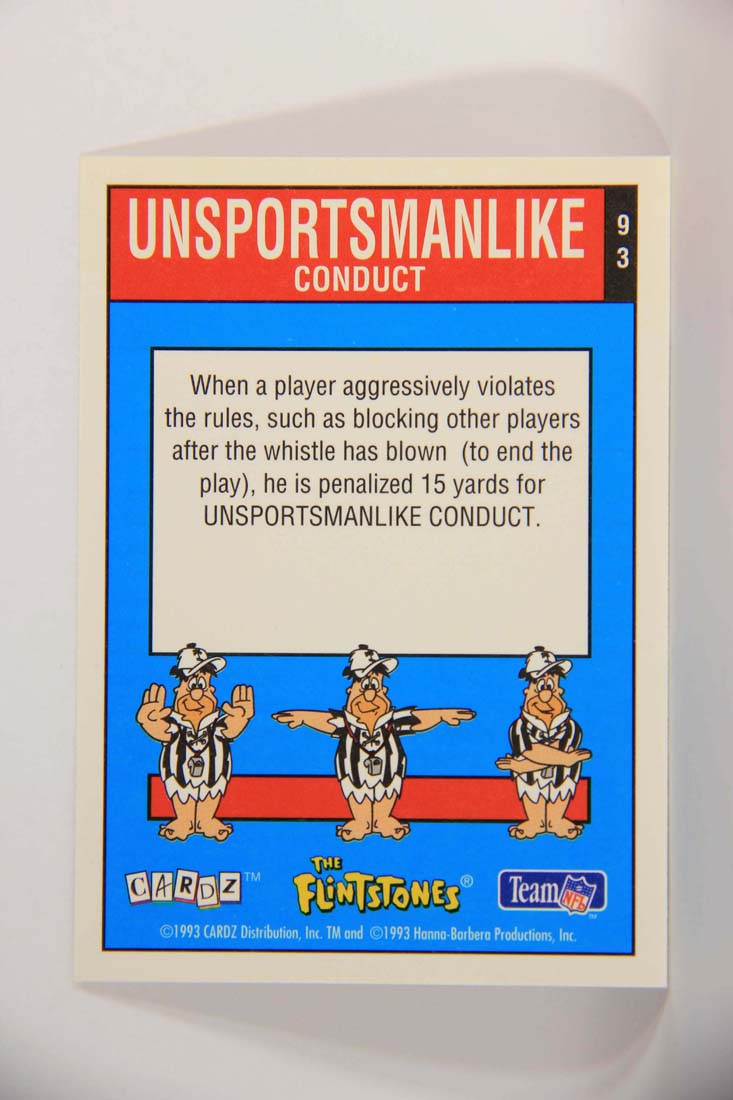 UNSPORTSMANLIKE
CONDUCT
9
3
When a player aggressively violates
the rules, such as blocking other players
after the whistle has blown (to end the
play), he is penalized 15 yards for
UNSPORTSMANLIKE CONDUCT.
CARDZ™
THE
FLINTSTONES®
Team NFL™
©1993 CARDZ Distribution, Inc. TM and ©1993 Hanna-Barbera Productions, Inc.